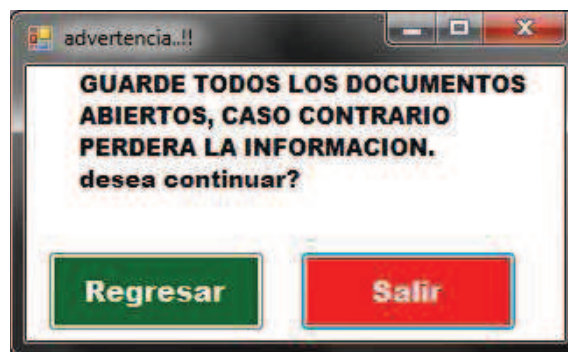 advertencia..!!
GUARDE TODOS LOS DOCUMENTOS
ABIERTOS, CASO CONTRARIO
PERDERA LA INFORMACION.
desea continuar?
Regresar Salir